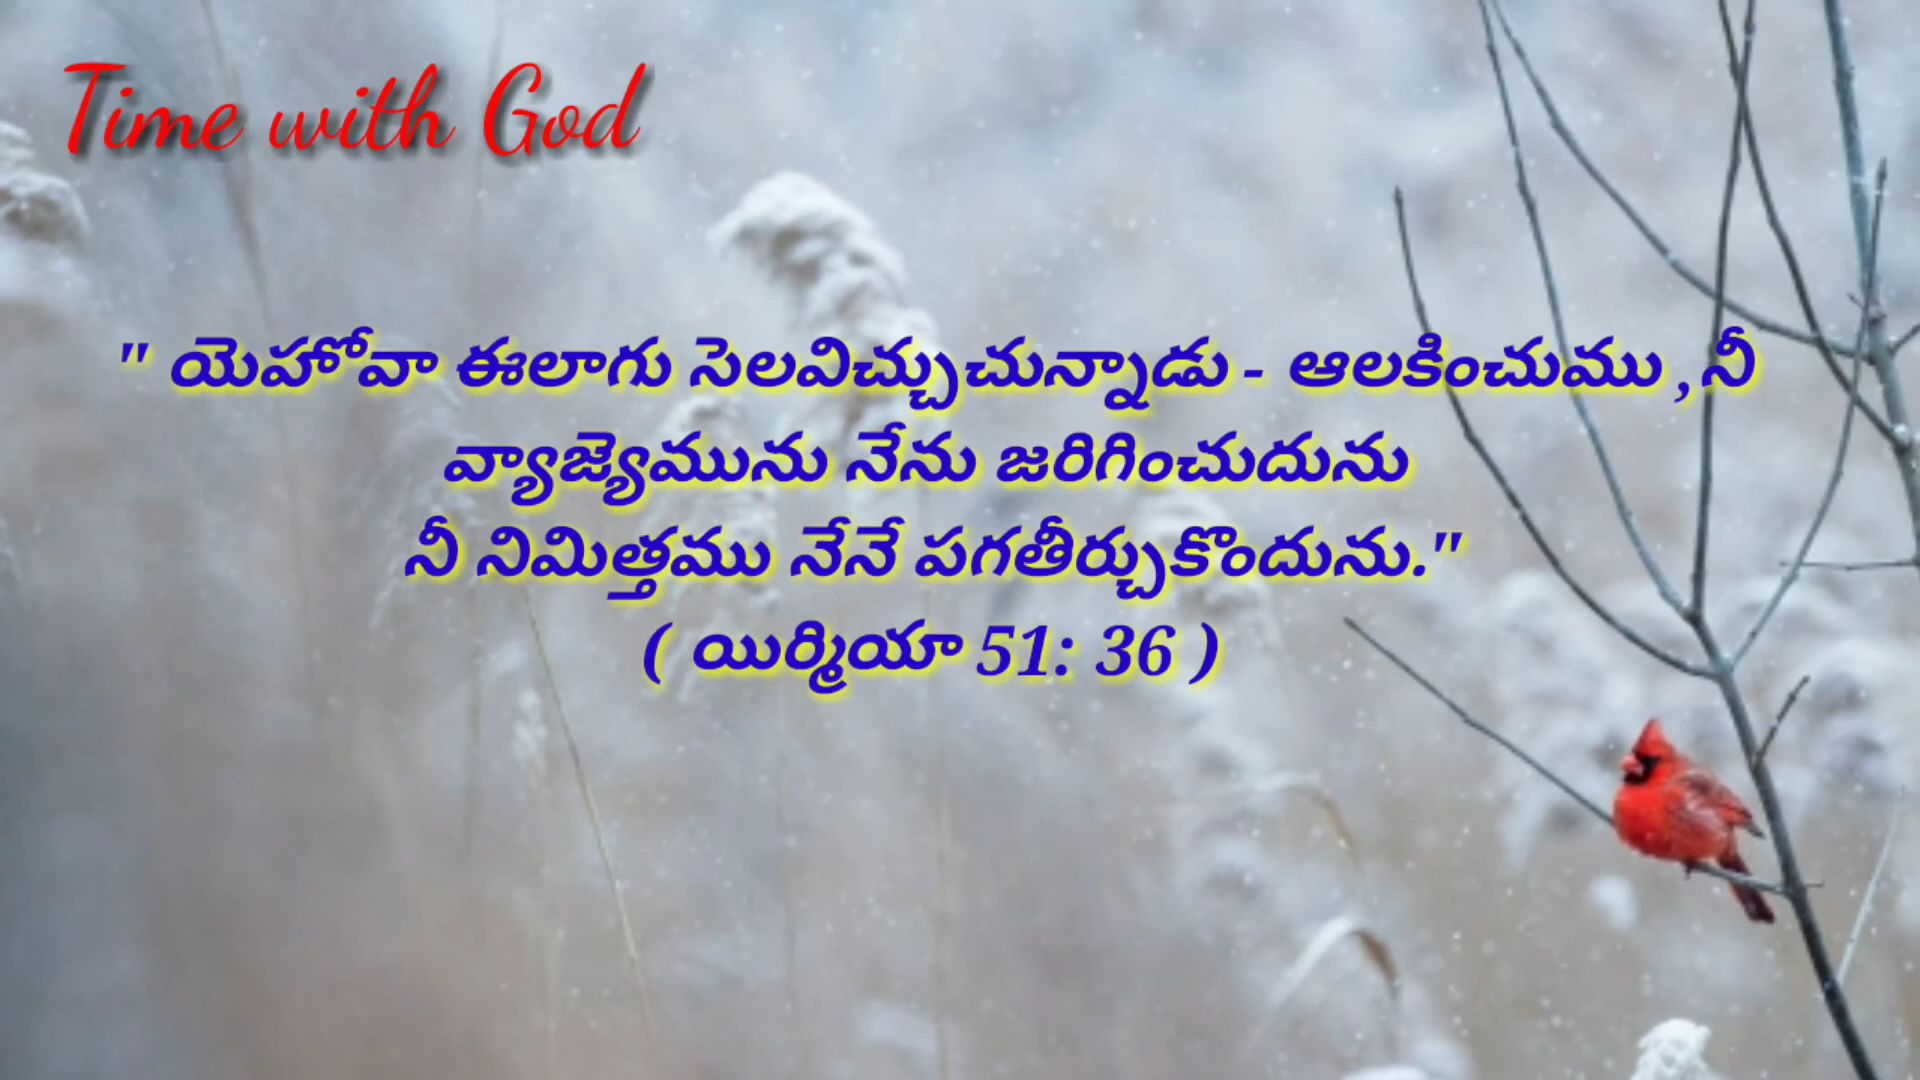 Time with God
" యెహోవా ఈలాగు సెలవిచ్చుచున్నాడు - ఆలకించుము ,నీ
వ్యాజ్యెమును నేను జరిగించుదును
నీ నిమిత్తము నేనే పగతీర్చుకొందును."
( యిర్మియా 51: 36 )